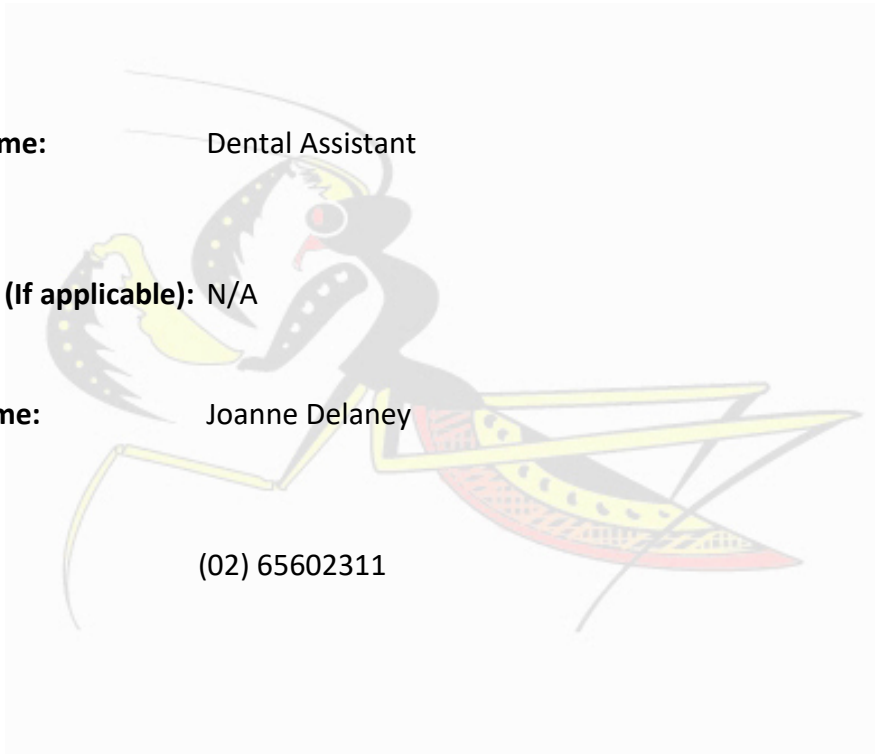 me: Dental Assistant
(If applicable): N/A
me: Joanne Delaney
(02) 65602311